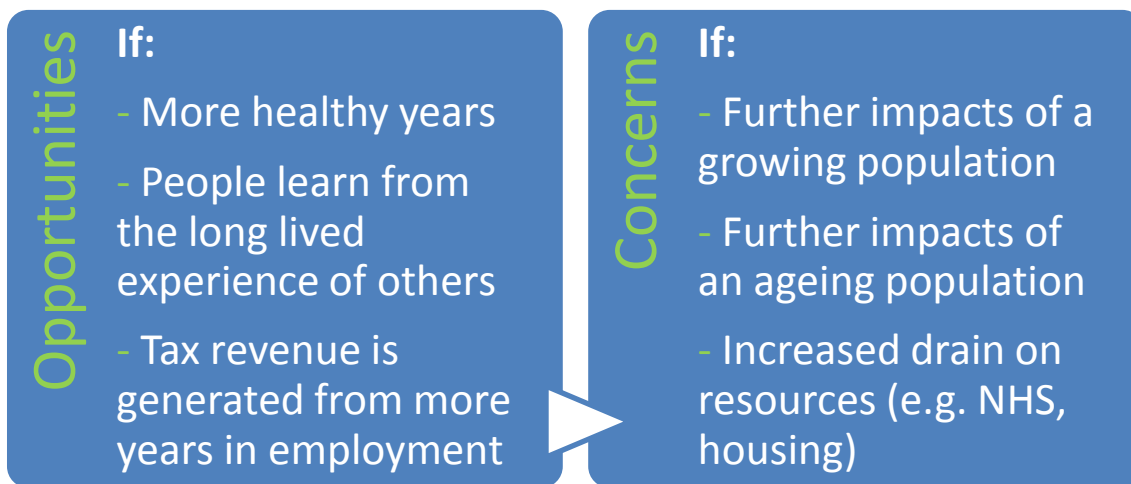 Opportunities
If:
- More healthy years
- People learn from
the long lived
experience of others
- Tax revenue is
generated from more
years in employment
Concerns
If:
- Further impacts of a
growing population
- Further impacts of
an ageing population
- Increased drain on
resources (e.g. NHS,
housing)